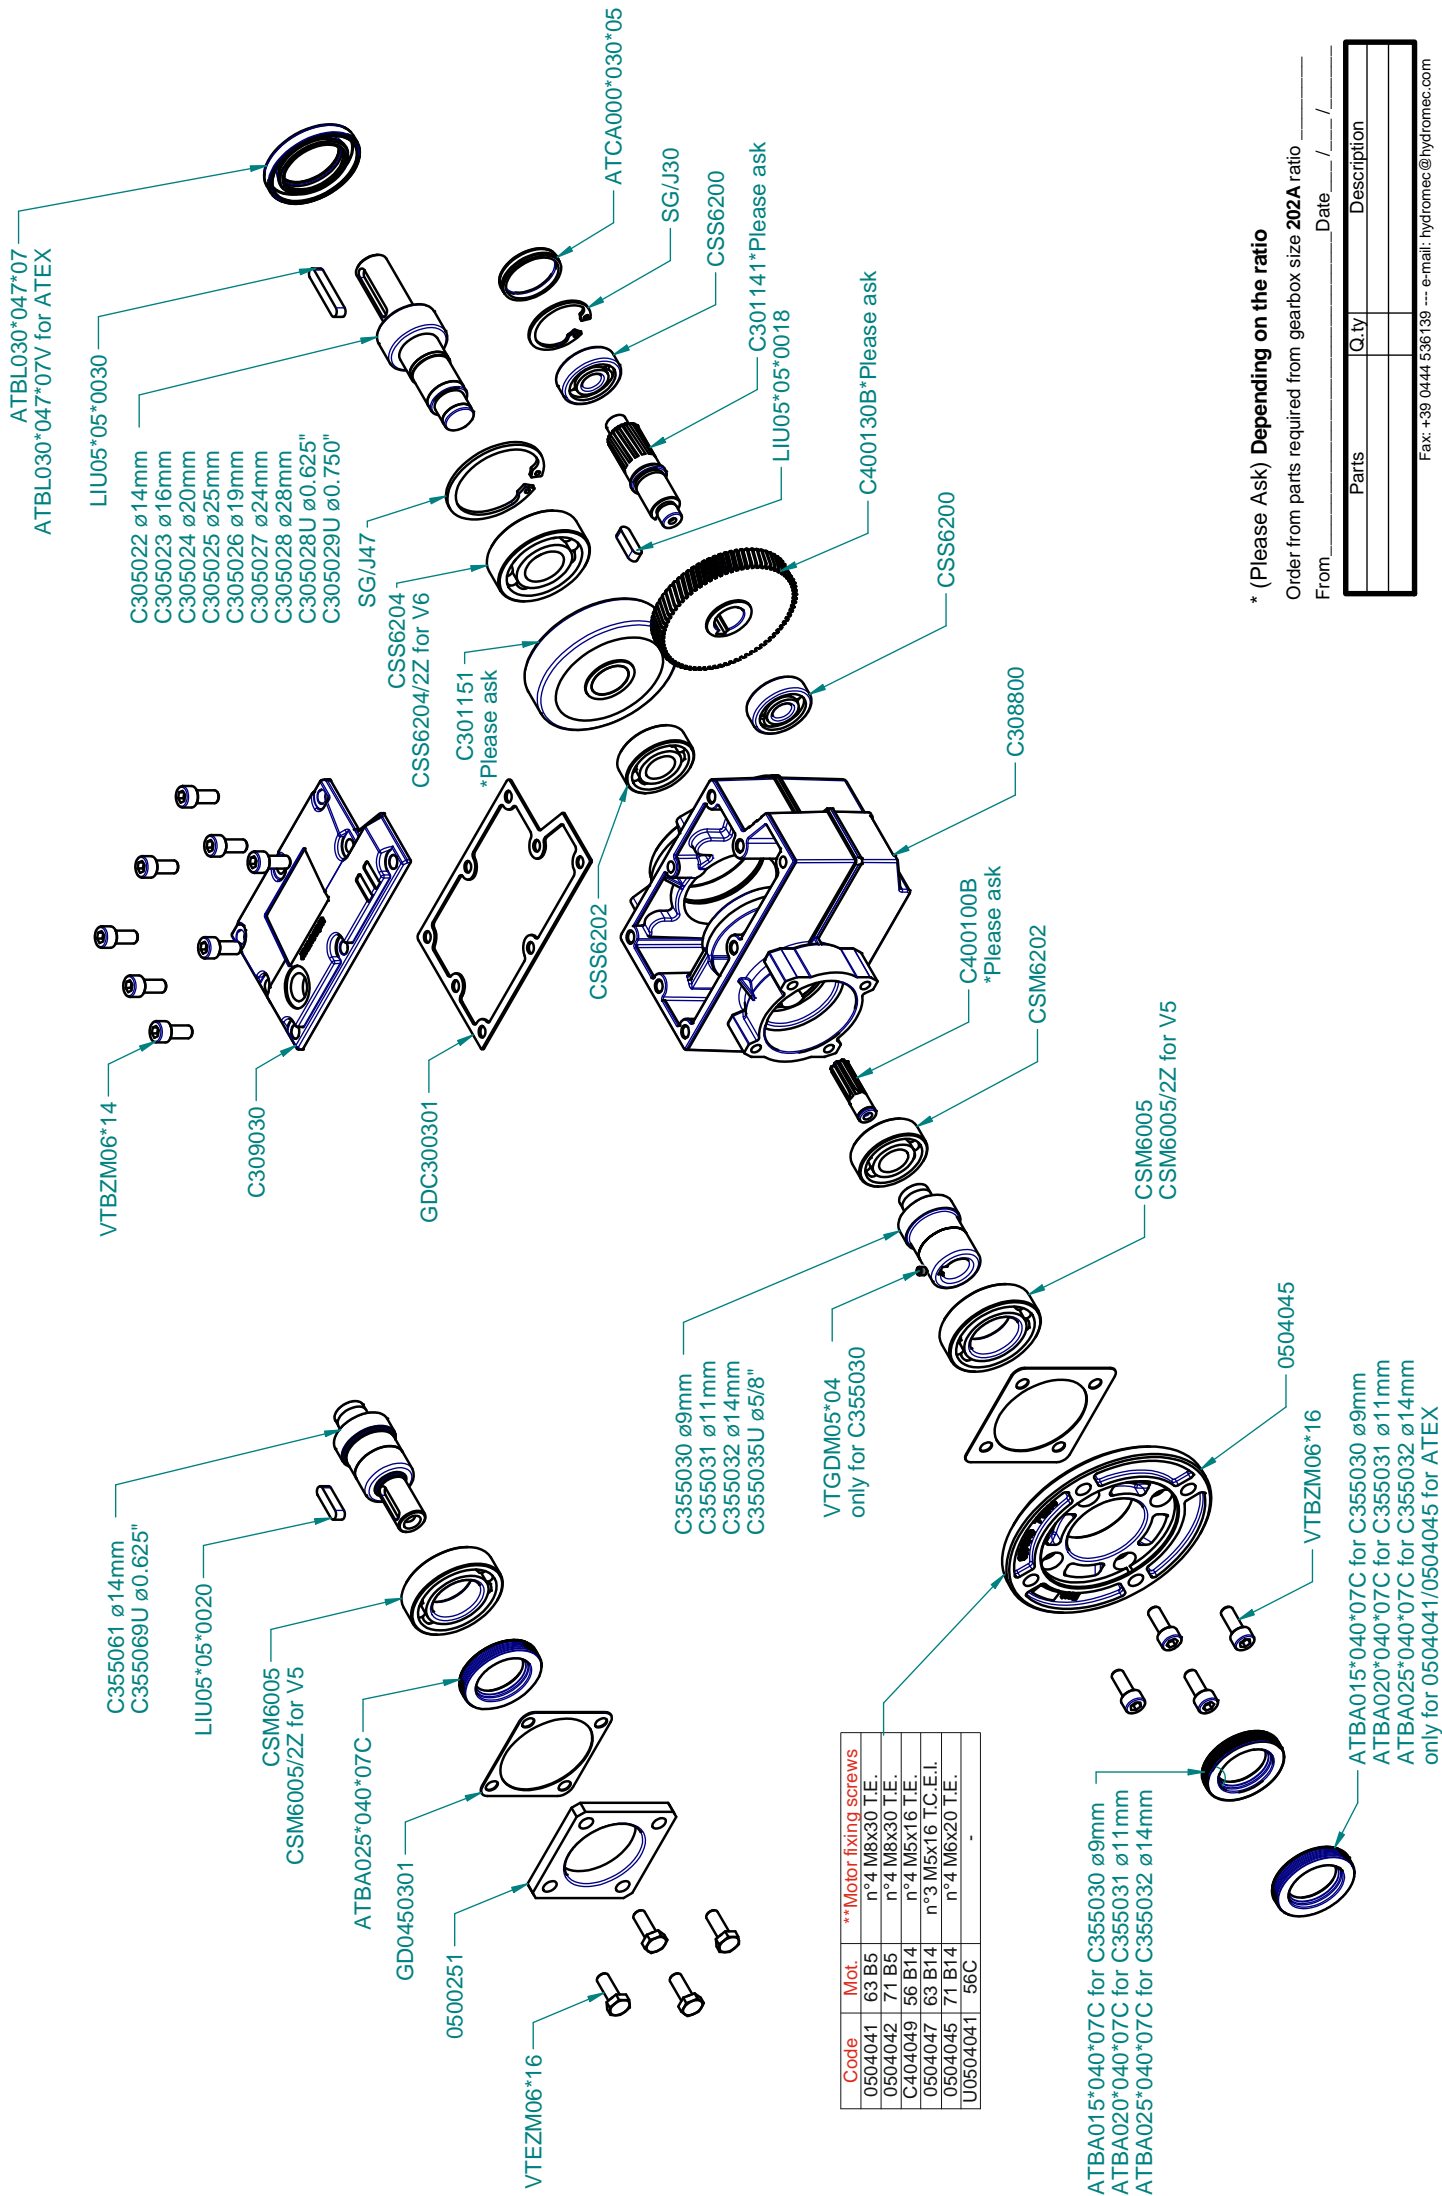 ATBL030*047*07
ATBL030*047*07V for ATEX
LIU05*05*0030
C305022 ø14mm
C305023 ø16mm
C305024 ø20mm
C305025 ø25mm
C305026 ø19mm
C305027 ø24mm
C305028 ø28mm
C305028U ø0.625"
C305029U ø0.750"
SG/J47
CSS6204
CSS6204/2Z for V6
C301151
*Please ask
ATCA000*030*05
SG/J30
CSS6200
C301141*Please ask
LIU05*05*0018
C400130B*Please ask
CSS6200
C308800
CSS6202
VTBZM06*14
C309030
GDC300301
C400100B
*Please ask
CSM6202
CSM6005
CSM6005/2Z for V5
C355030 ø9mm
C355031 ø11mm
C355032 ø14mm
C355035U ø5/8"
VTGDM05*04
only for C355030
0504045
VTBZM06*16
ATBA015*040*07C for C355030 ø9mm
ATBA020*040*07C for C355031 ø11mm
ATBA025*040*07C for C355032 ø14mm
only for 0504041/0504045 for ATEX
ATBA015*040*07C for C355030 ø9mm
ATBA020*040*07C for C355031 ø11mm
ATBA025*040*07C for C355032 ø14mm
C355061 ø14mm
C355069U ø0.625"
LIU05*05*0020
CSM6005
CSM6005/2Z for V5
ATBA025*040*07C
GD0450301
0500251
VTEZM06*16
Code Mot. **Motor fixing screws
0504041 63 B5 n°4 M8x30 T.E.
0504042 71 B5 n°4 M8x30 T.E.
C404049 56 B14 n°4 M5x16 T.E.
0504047 63 B14 n°3 M5x16 T.C.E.I.
0504045 71 B14 n°4 M6x20 T.E.
U0504041 56C -
* (Please Ask) Depending on the ratio
Order from parts required from gearbox size 202A ratio ________
From ______________________ Date ____/____/________
Parts Q.ty Description
Fax: +39 0444 536139 --- e-mail: hydromec@hydromec.com